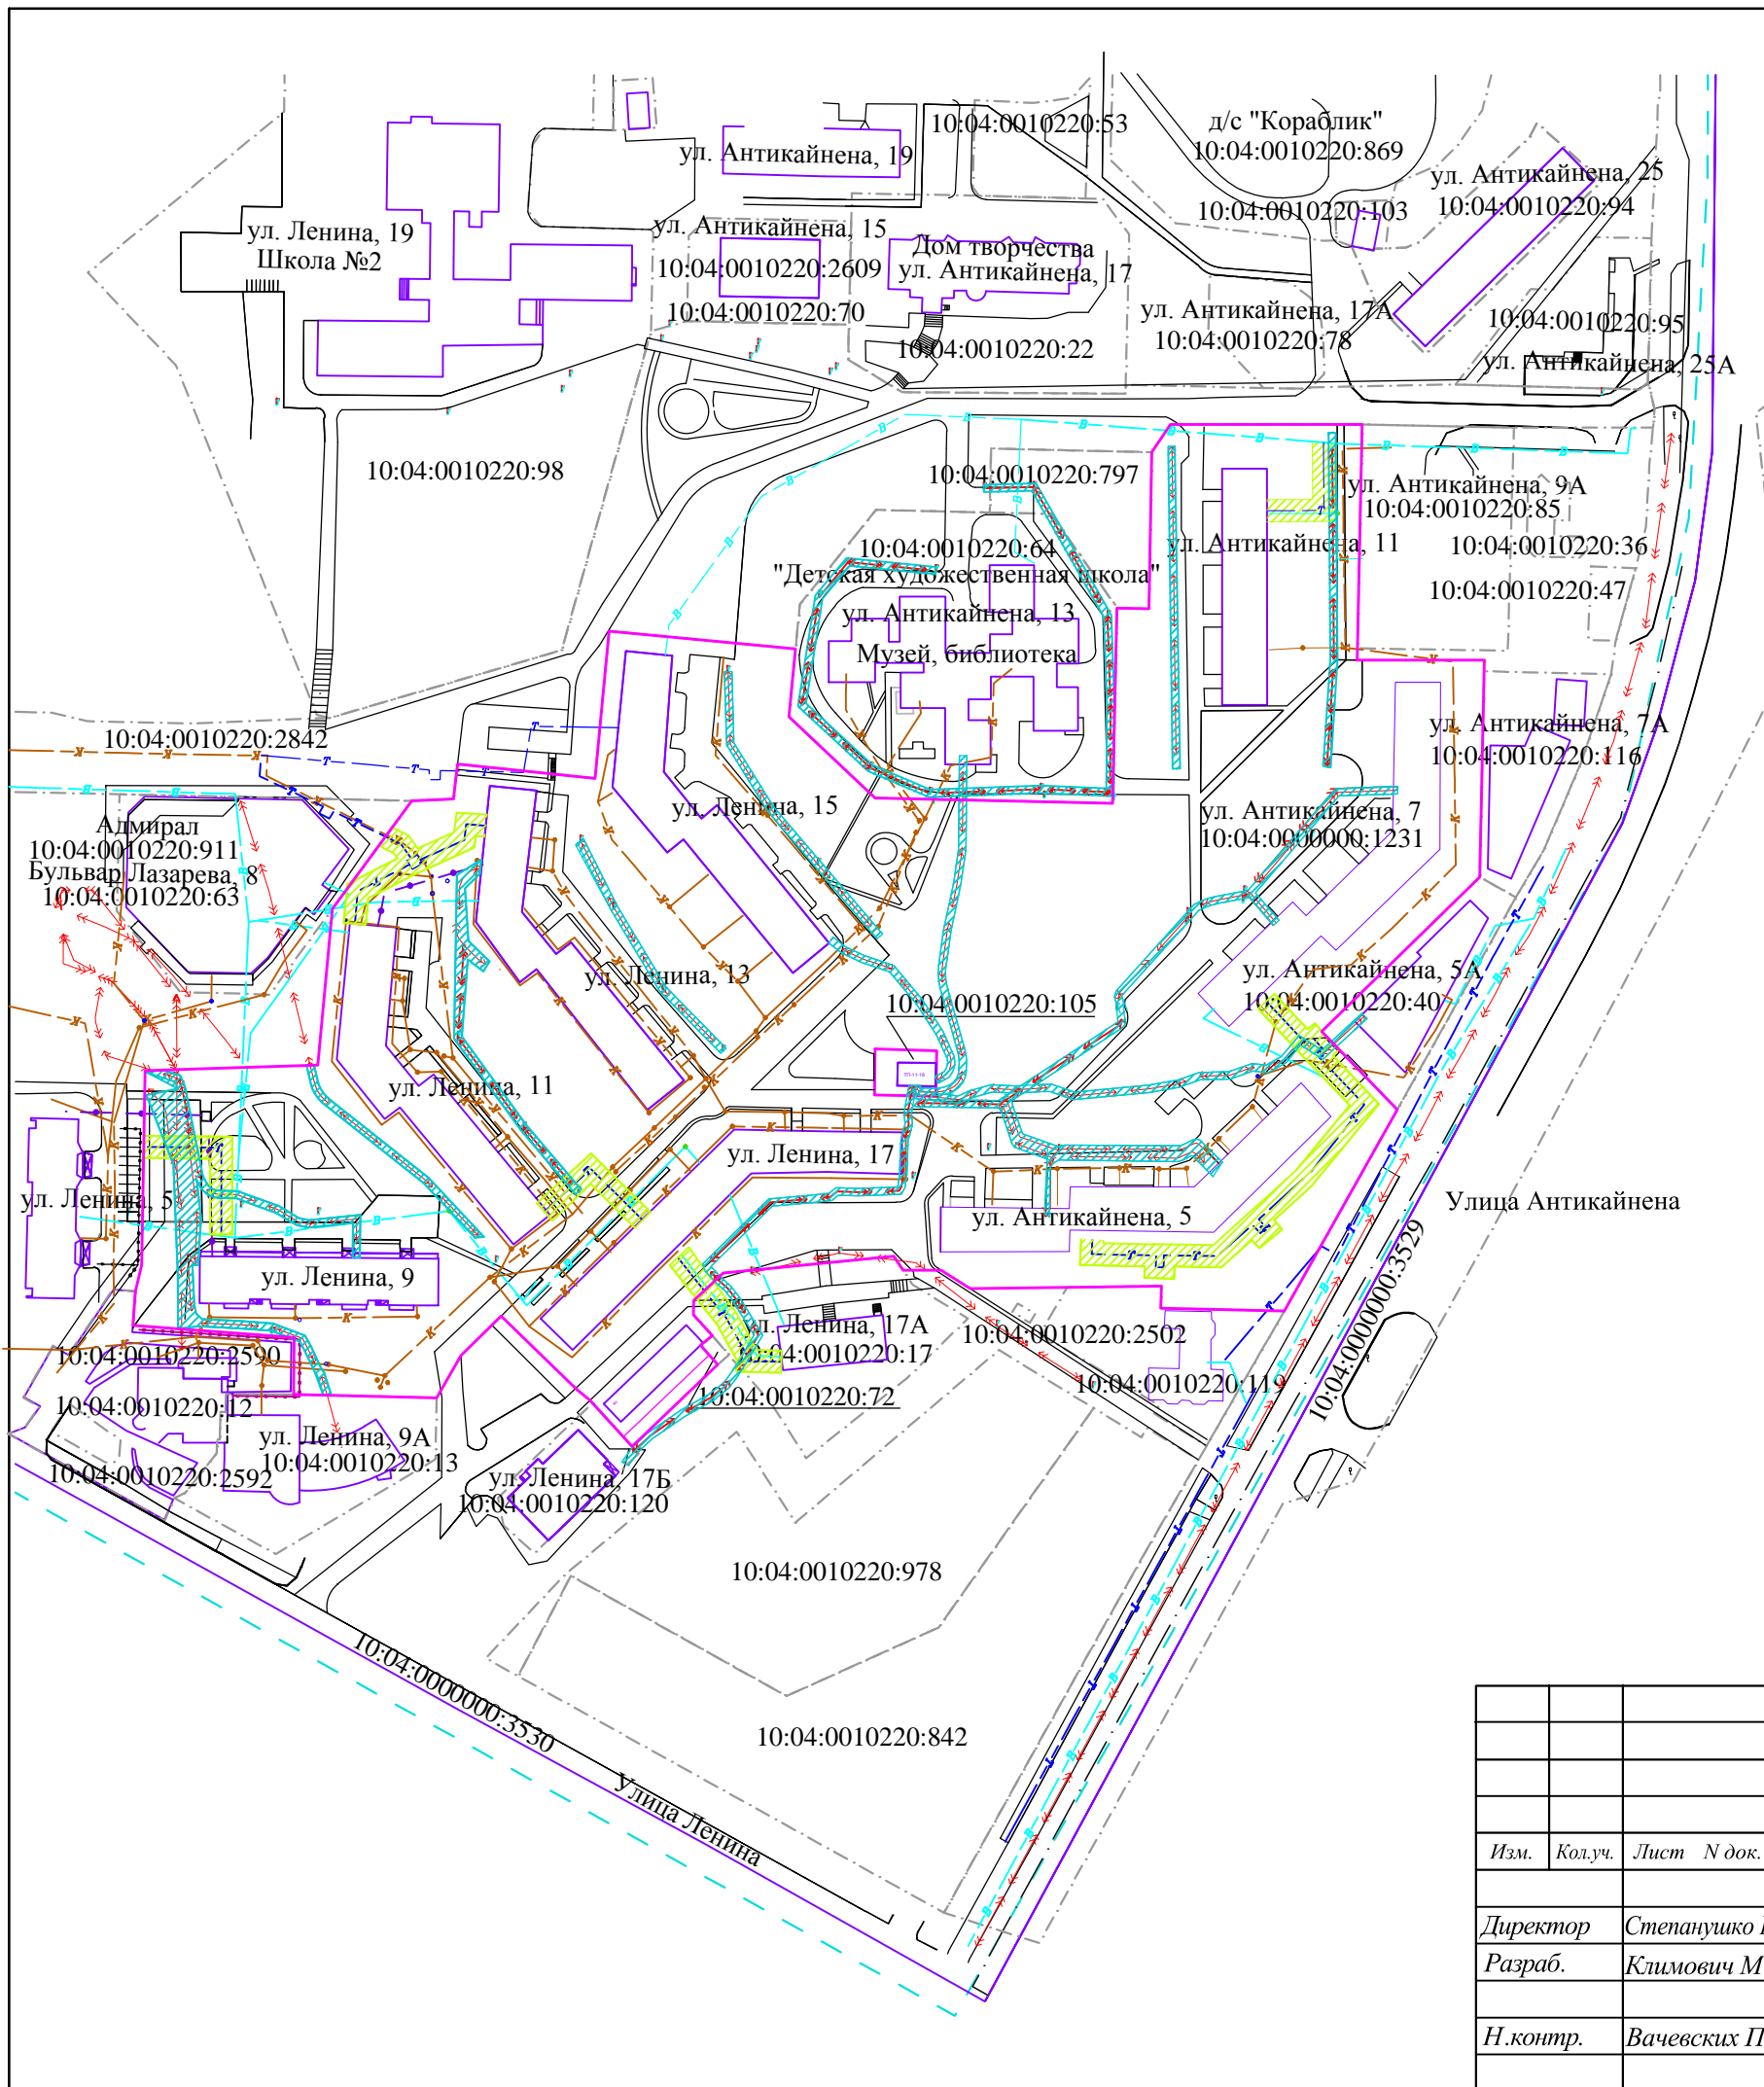 10:04:0010220:53
д/с "Кораблик"
10:04:0010220:869
ул. Антикайнена, 19
ул. Антикайнена, 25
10:04:0010220:94
10:04:0010220:103
ул. Ленина, 19
Школа №2
ул. Антикайнена, 15
10:04:0010220:2609
10:04:0010220:70
Дом творчества
ул. Антикайнена, 17
10:04:0010220:22
ул. Антикайнена, 17А
10:04:0010220:78
10:04:0010220:95
ул. Антикайнена, 25А
10:04:0010220:98
10:04:0010220:797
ул. Антикайнена, 9А
10:04:0010220:85
ул. Антикайнена, 11
10:04:0010220:36
10:04:0010220:47
10:04:0010220:64
"Детская художественная школа"
ул. Антикайнена, 13
Музей, библиотека
10:04:0010220:2842
ул. Антикайнена, 7А
10:04:0010220:116
ул. Ленина, 15
ул. Антикайнена, 7
10:04:0000000:1231
Адмирал
10:04:0010220:911
Бульвар Лазарева, 8
10:04:0010220:63
ул. Ленина, 13
ул. Антикайнена, 5А
10:04:0010220:40
10:04:0010220:105
ул. Ленина, 11
ул. Ленина, 17
ул. Ленина, 5
ул. Антикайнена, 5
Улица Антикайнена
ул. Ленина, 9
10:04:0000000:3529
ул. Ленина, 17А
10:04:0010220:17
10:04:0010220:2502
10:04:0010220:2590
10:04:0010220:72
10:04:0010220:119
10:04:0010220:12
ул. Ленина, 9А
10:04:0010220:13
10:04:0010220:2592
ул. Ленина, 17Б
10:04:0010220:120
10:04:0010220:978
10:04:0000000:3530
10:04:0010220:842
Улица Ленина
Изм. Кол.уч. Лист N док.
Директор Степанушко
Разраб. Климович М
Н.контр. Вачевских П